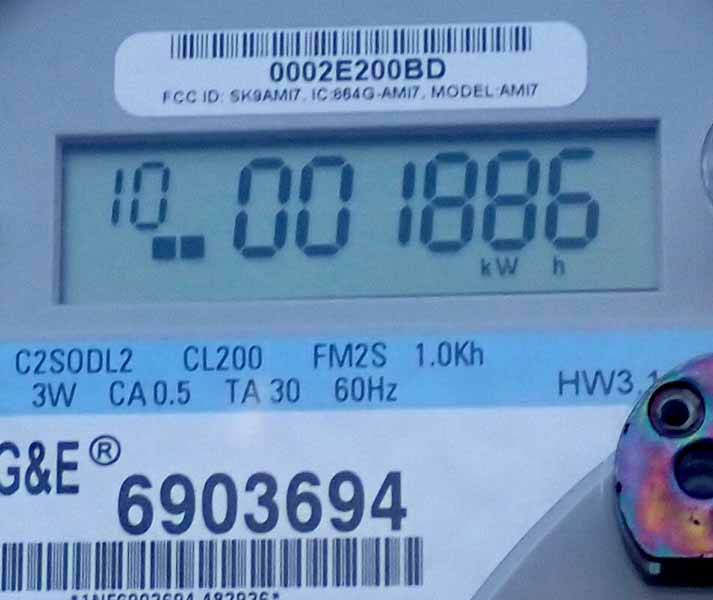 0002E200BD
FCC ID: SK9AMI7, IC:864G-AMI7, MODEL:AMI7
10 001886
kW h
C2SODL2 CL200 FM2S 1.0Kh
3W CA 0.5 TA 30 60Hz HW3.1
G&E®
6903694